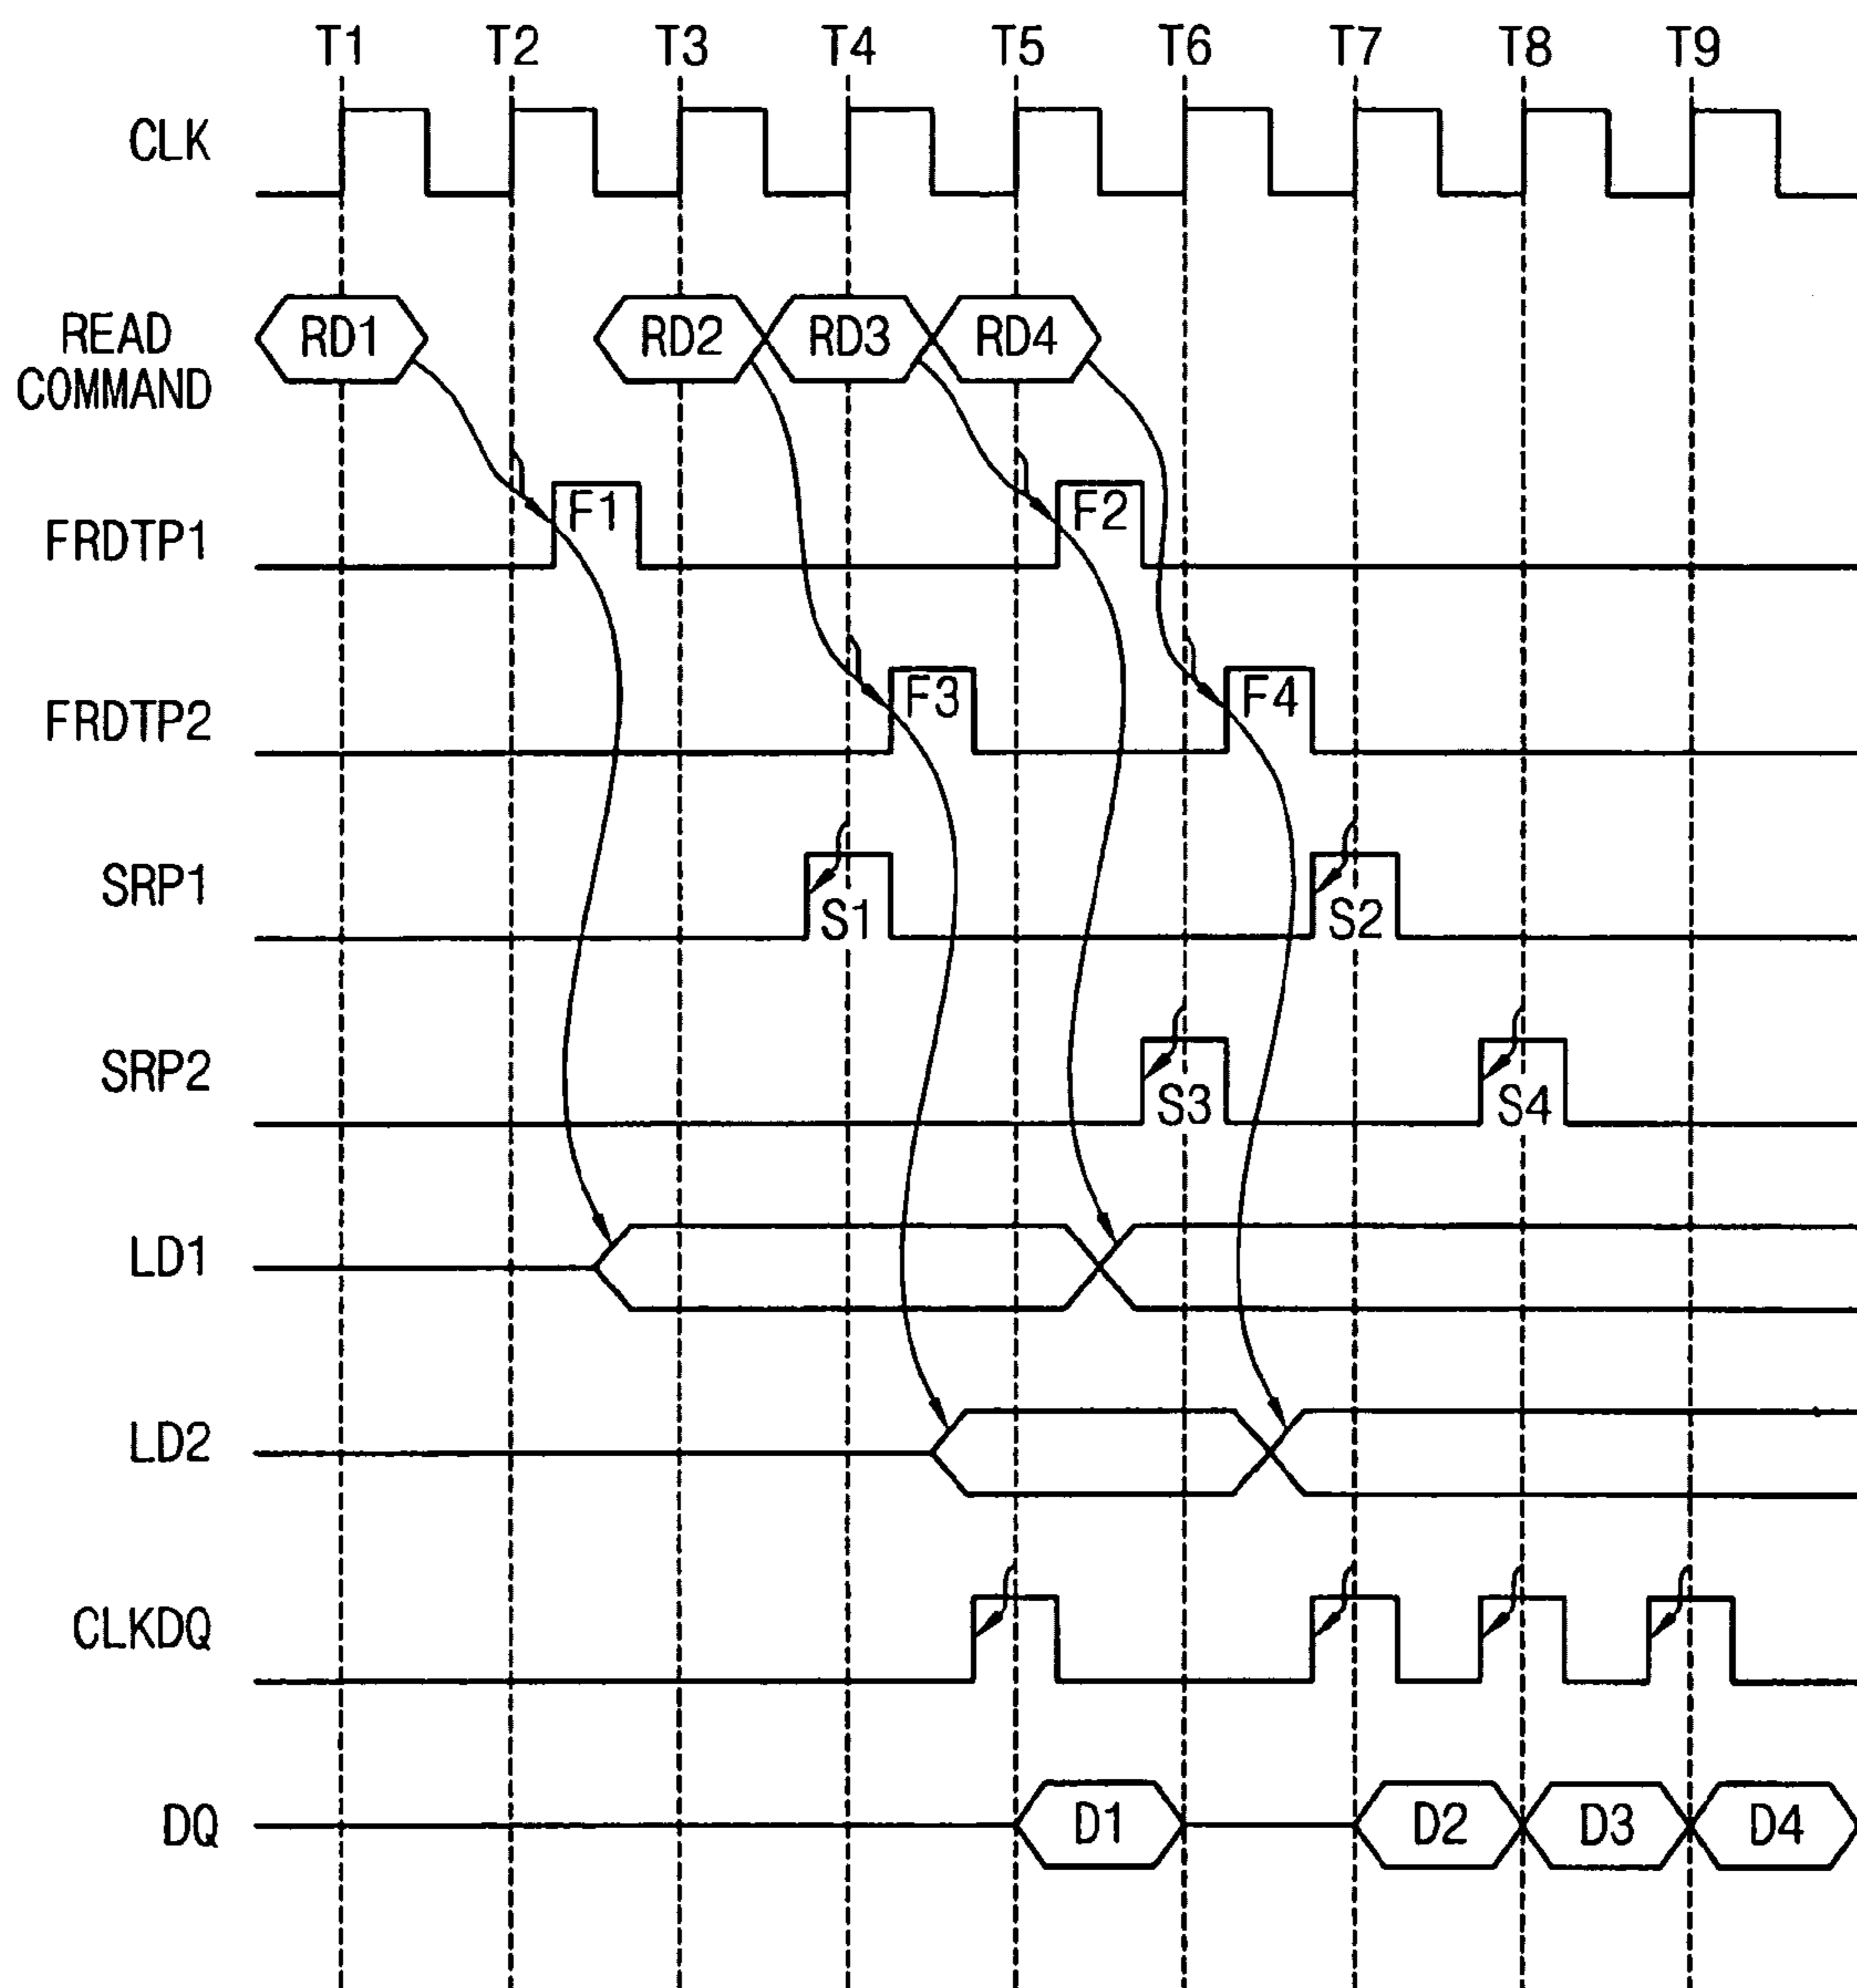 T1 T2 T3 T4 T5 T6 T7 T8 T9
CLK
READ
COMMAND
RD1 RD2 RD3 RD4
FRDTP1
F1 F2
FRDTP2
F3 F4
SRP1
S1 S2
SRP2
S3 S4
LD1
LD2
CLKDQ
DQ
D1 D2 D3 D4